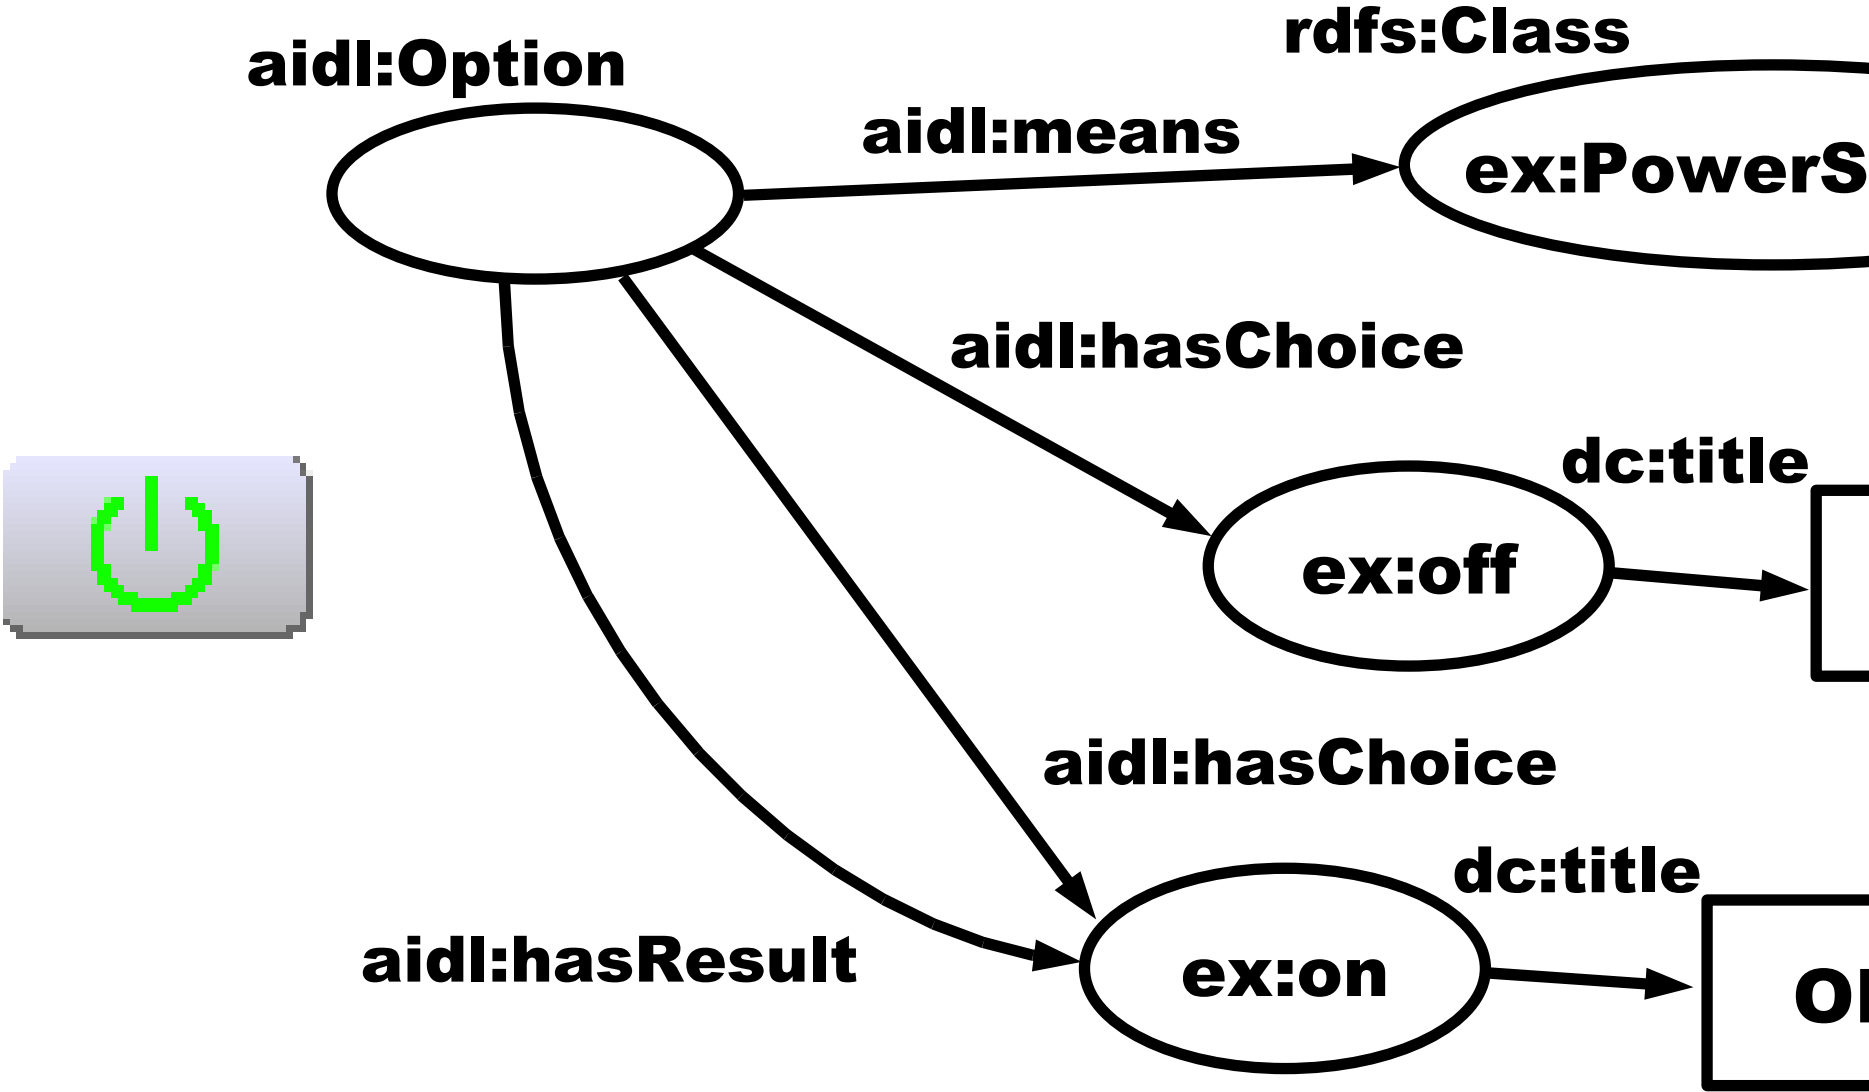 rdfs:Class
aidl:Option
aidl:means
ex:PowerS
aidl:hasChoice
dc:title
ex:off
aidl:hasChoice
dc:title
aidl:hasResult
ex:on